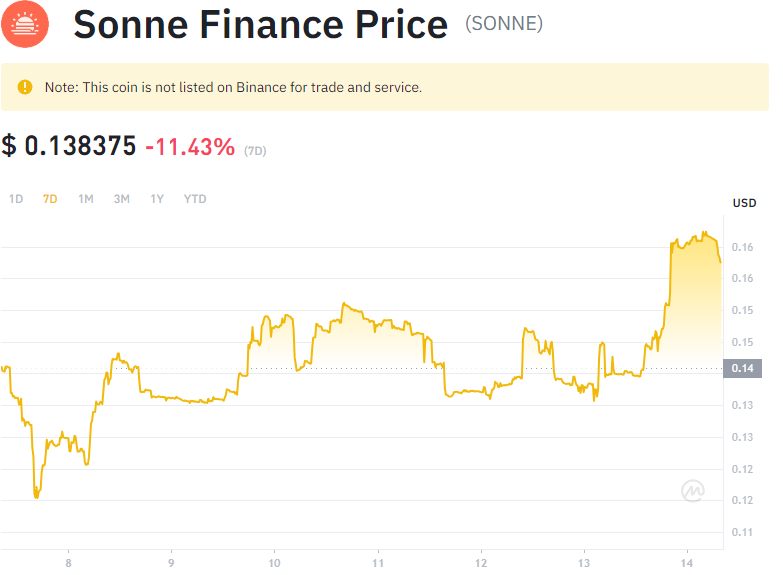 Sonne Finance Price (SONNE)
Note: This coin is not listed on Binance for trade and service.
$ 0.138375 -11.43% (7D)
1D 7D 1M 3M 1Y YTD
USD
0.16
0.16
0.15
0.15
0.14
0.13
0.13
0.12
0.12
0.11
8 9 10 11 12 13 14